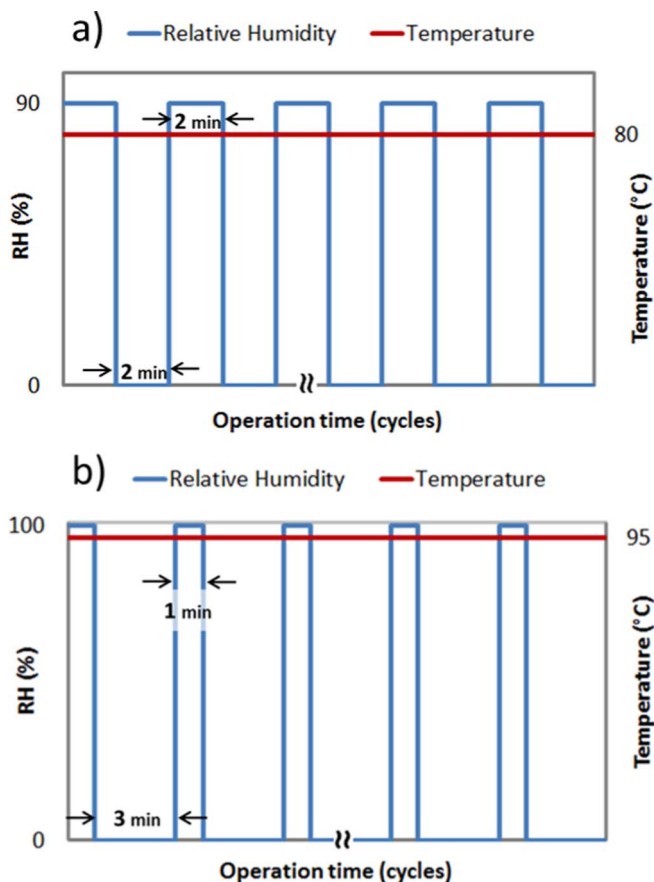 a)
Relative Humidity
Temperature
90
2 min
80
RH (%)
Temperature (°C)
2 min
0
Operation time (cycles)
b)
Relative Humidity
Temperature
100
95
1 min
RH (%)
Temperature (°C)
3 min
0
Operation time (cycles)